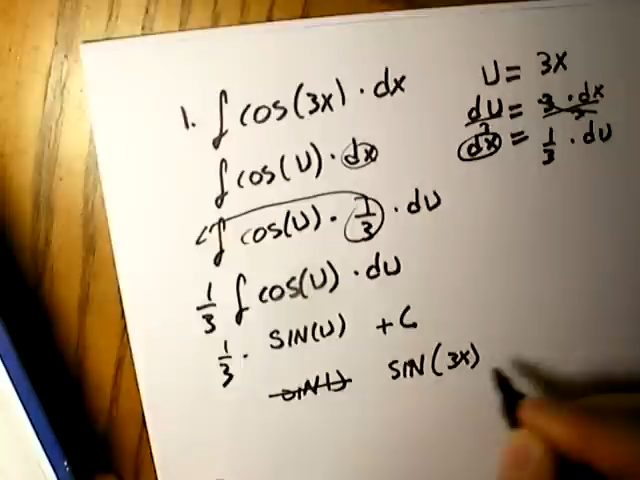 1. ∫ cos(3x) · dx
∫ cos(U) · dx
∫ cos(U) · 1/3 · dU
1/3 ∫ cos(U) · dU
1/3 · SIN(U) + C
SIN(3x)
U = 3x
dU = 3 · dx
dx = 1/3 · dU